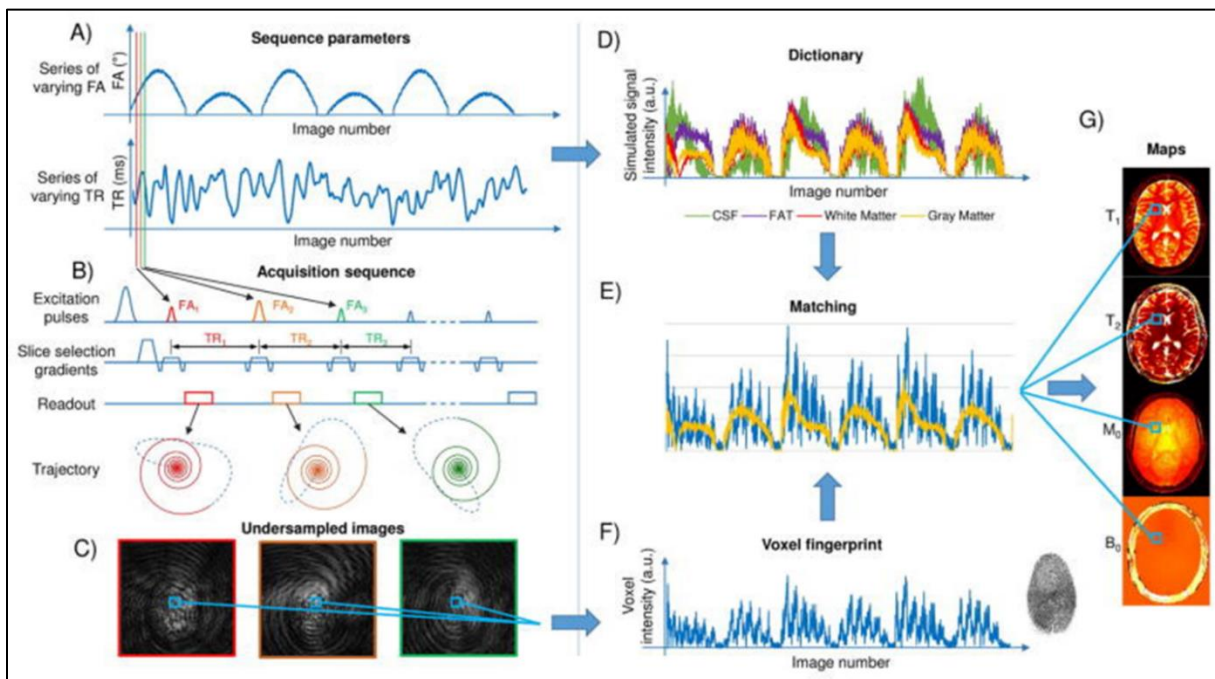 A)
Sequence parameters
Series of
varying FA
FA (°)
Image number
Series of
varying TR
TR (ms)
Image number
B)
Acquisition sequence
Excitation
pulses
FA₁
FA₂
FA₃
TR₁
TR₂
TR₃
Slice selection
gradients
Readout
Trajectory
Undersampled images
C)
D)
Dictionary
Simulated signal
intensity (a.u.)
Image number
CSF
FAT
White Matter
Gray Matter
E)
Matching
F)
Voxel fingerprint
Voxel
intensity (a.u.)
Image number
G)
Maps
T₁
T₂
M₀
B₀